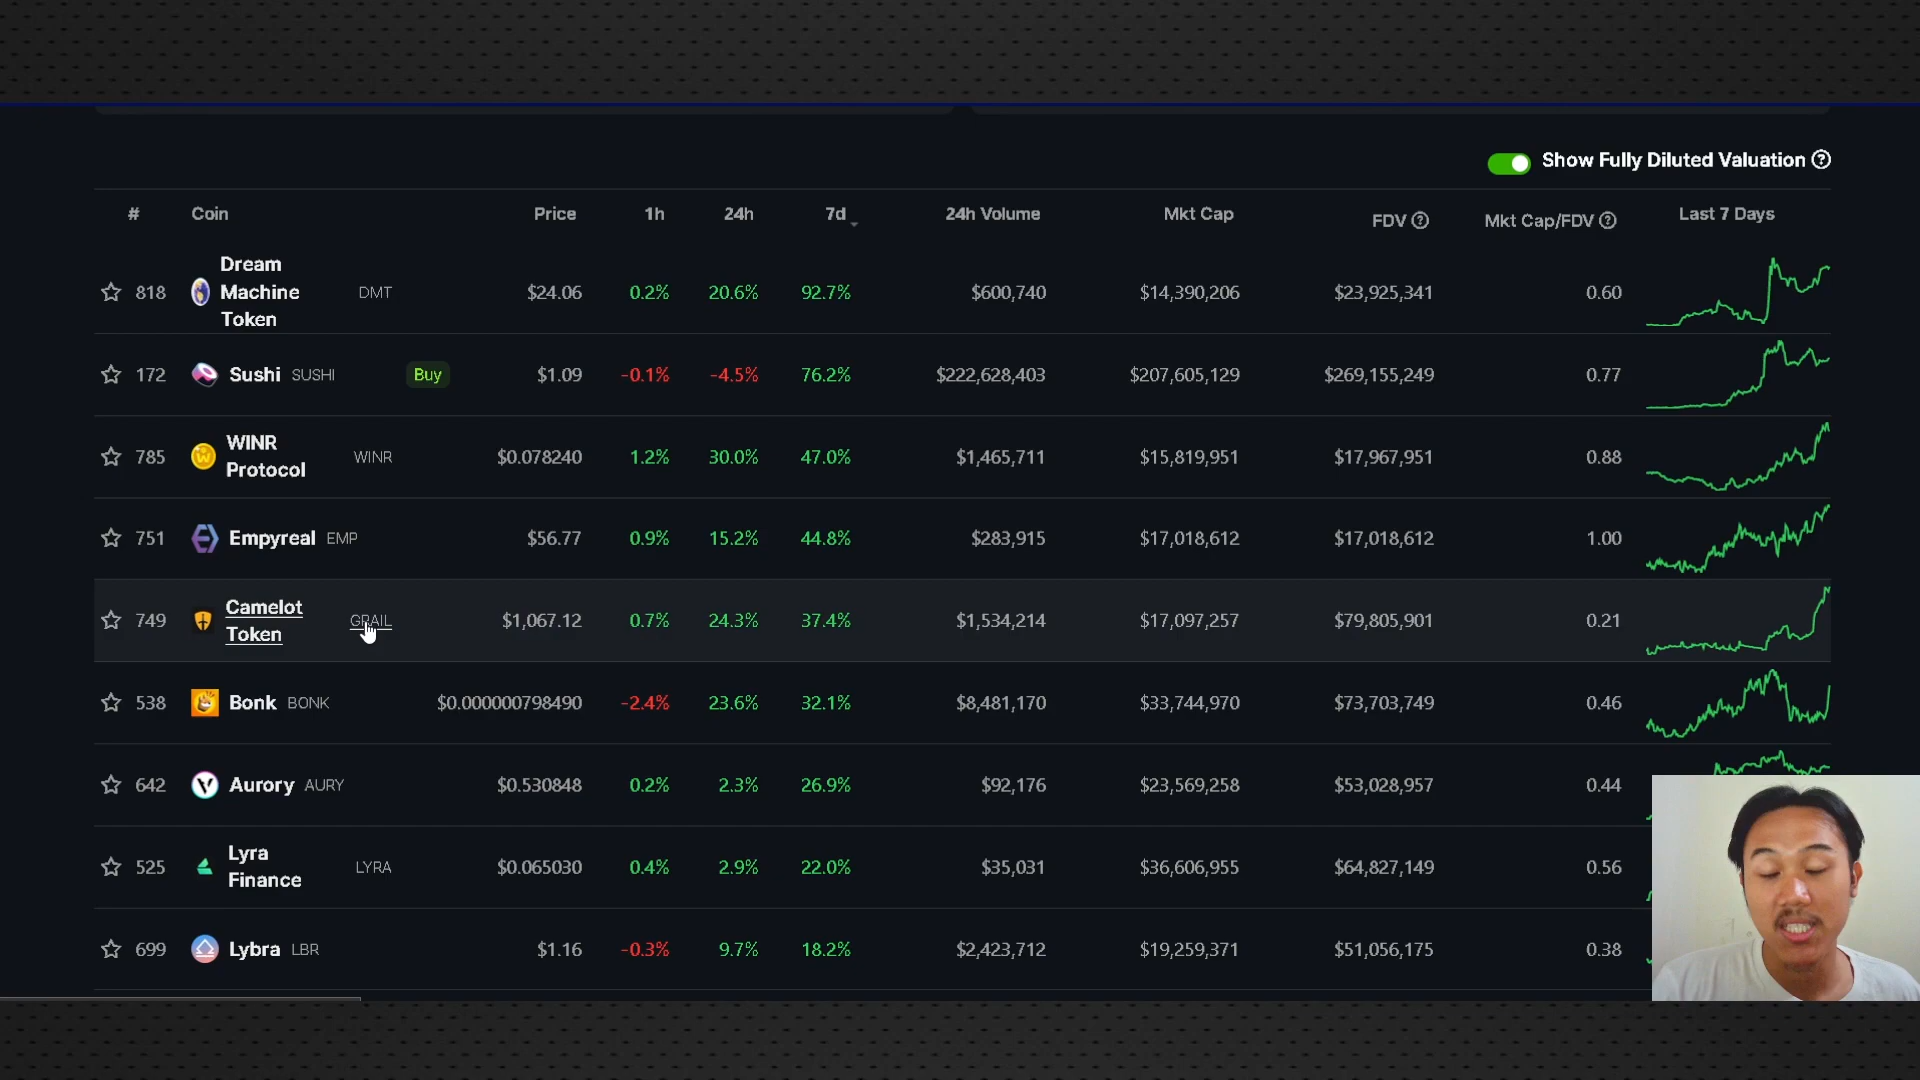 Show Fully Diluted Valuation ?
# Coin Price 1h 24h 7d 24h Volume Mkt Cap FDV ? Mkt Cap/FDV ? Last 7 Days
818 Dream Machine Token DMT $24.06 0.2% 20.6% 92.7% $600,740 $14,390,206 $23,925,341 0.60
172 Sushi SUSHI Buy $1.09 -0.1% -4.5% 76.2% $222,628,403 $207,605,129 $269,155,249 0.77
785 WINR Protocol WINR $0.078240 1.2% 30.0% 47.0% $1,465,711 $15,819,951 $17,967,951 0.88
751 Empyreal EMP $56.77 0.9% 15.2% 44.8% $283,915 $17,018,612 $17,018,612 1.00
749 Camelot Token GRAIL $1,067.12 0.7% 24.3% 37.4% $1,534,214 $17,097,257 $79,805,901 0.21
538 Bonk BONK $0.000000798490 -2.4% 23.6% 32.1% $8,481,170 $33,744,970 $73,703,749 0.46
642 Aurory AURY $0.530848 0.2% 2.3% 26.9% $92,176 $23,569,258 $53,028,957 0.44
525 Lyra Finance LYRA $0.065030 0.4% 2.9% 22.0% $35,031 $36,606,955 $64,827,149 0.56
699 Lybra LBR $1.16 -0.3% 9.7% 18.2% $2,423,712 $19,259,371 $51,056,175 0.38